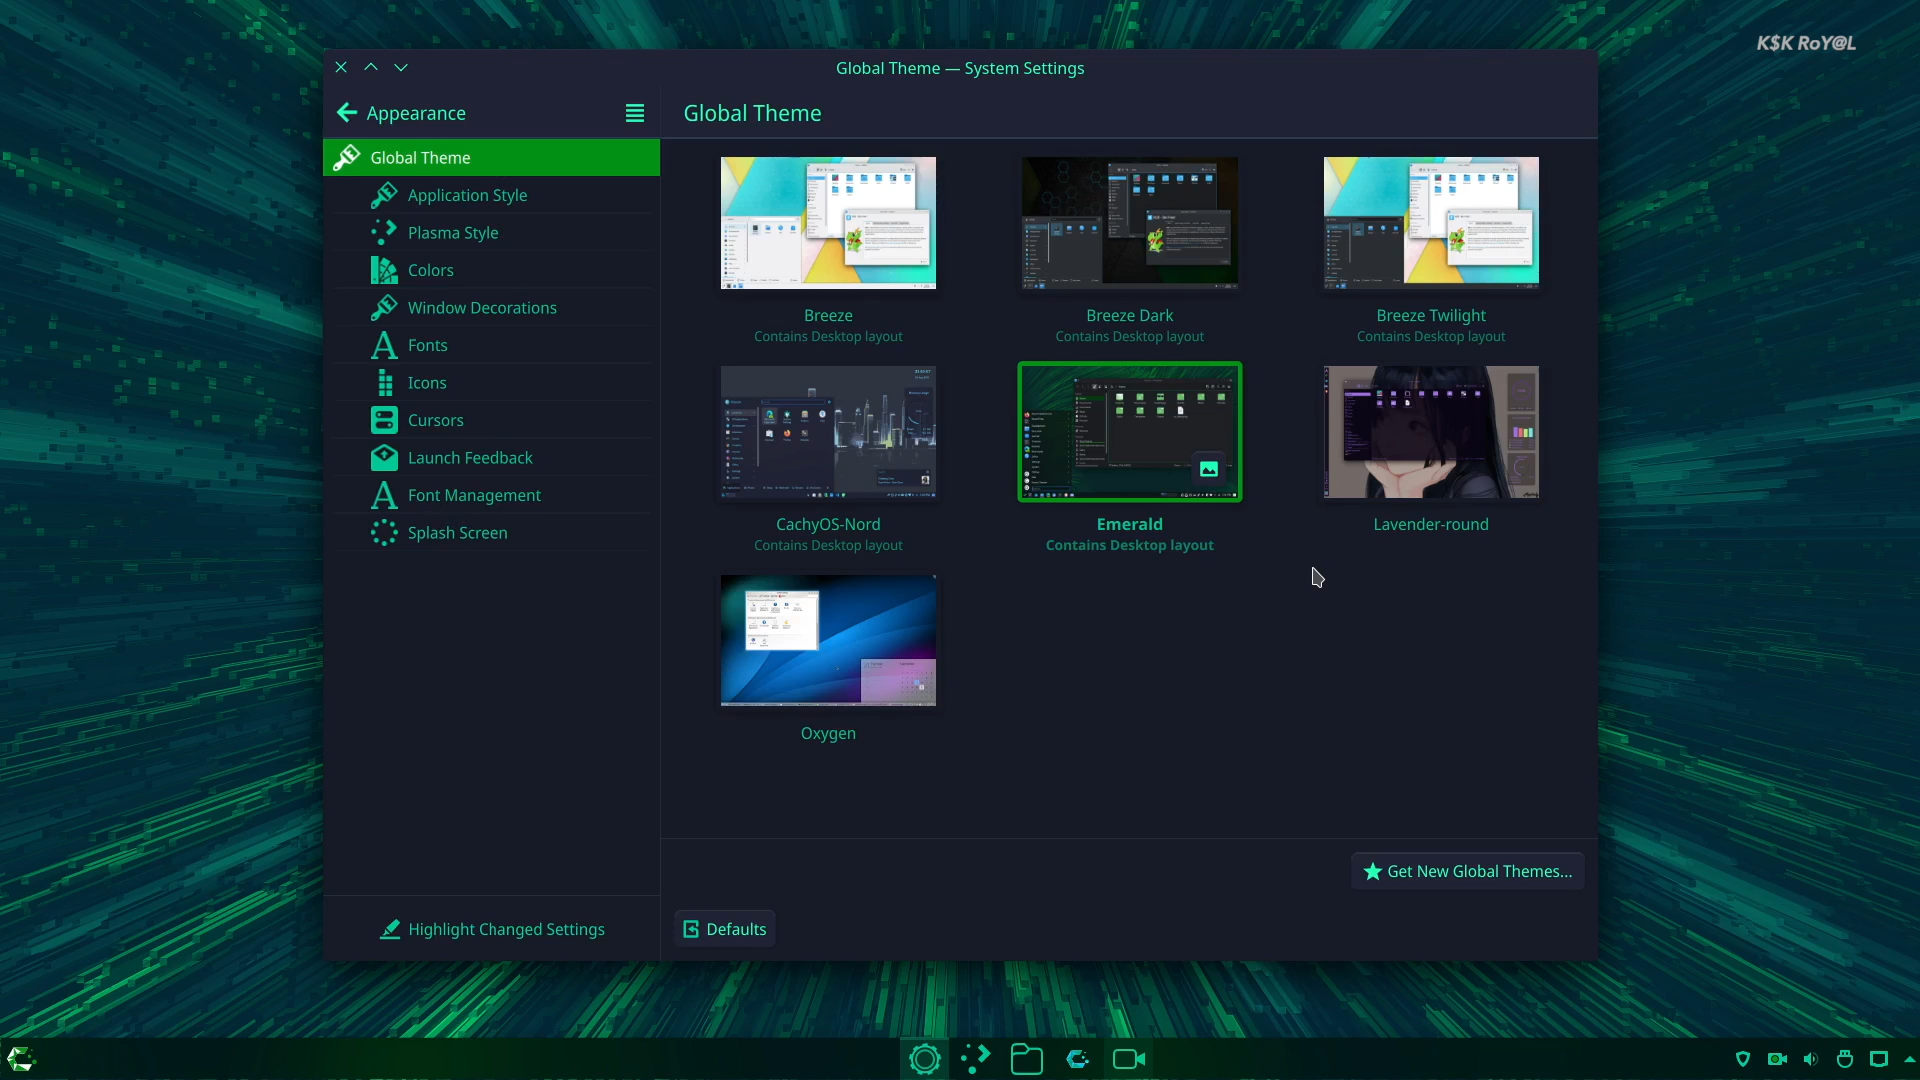 K$K RoY@L
Global Theme — System Settings
Appearance
Global Theme
Global Theme
Application Style
Plasma Style
Colors
Window Decorations
Fonts
Icons
Cursors
Launch Feedback
Font Management
Splash Screen
Breeze
Contains Desktop layout
Breeze Dark
Contains Desktop layout
Breeze Twilight
Contains Desktop layout
CachyOS-Nord
Contains Desktop layout
Emerald
Contains Desktop layout
Lavender-round
Oxygen
Get New Global Themes...
Highlight Changed Settings
Defaults